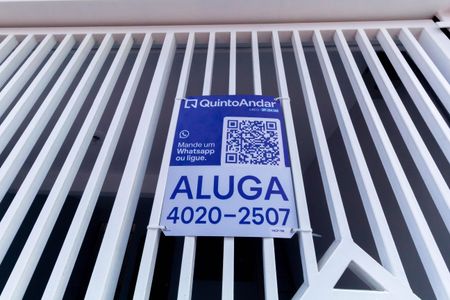 QuintoAndar
Mande um
Whatsapp
ou ligue.
ALUGA
4020-2507